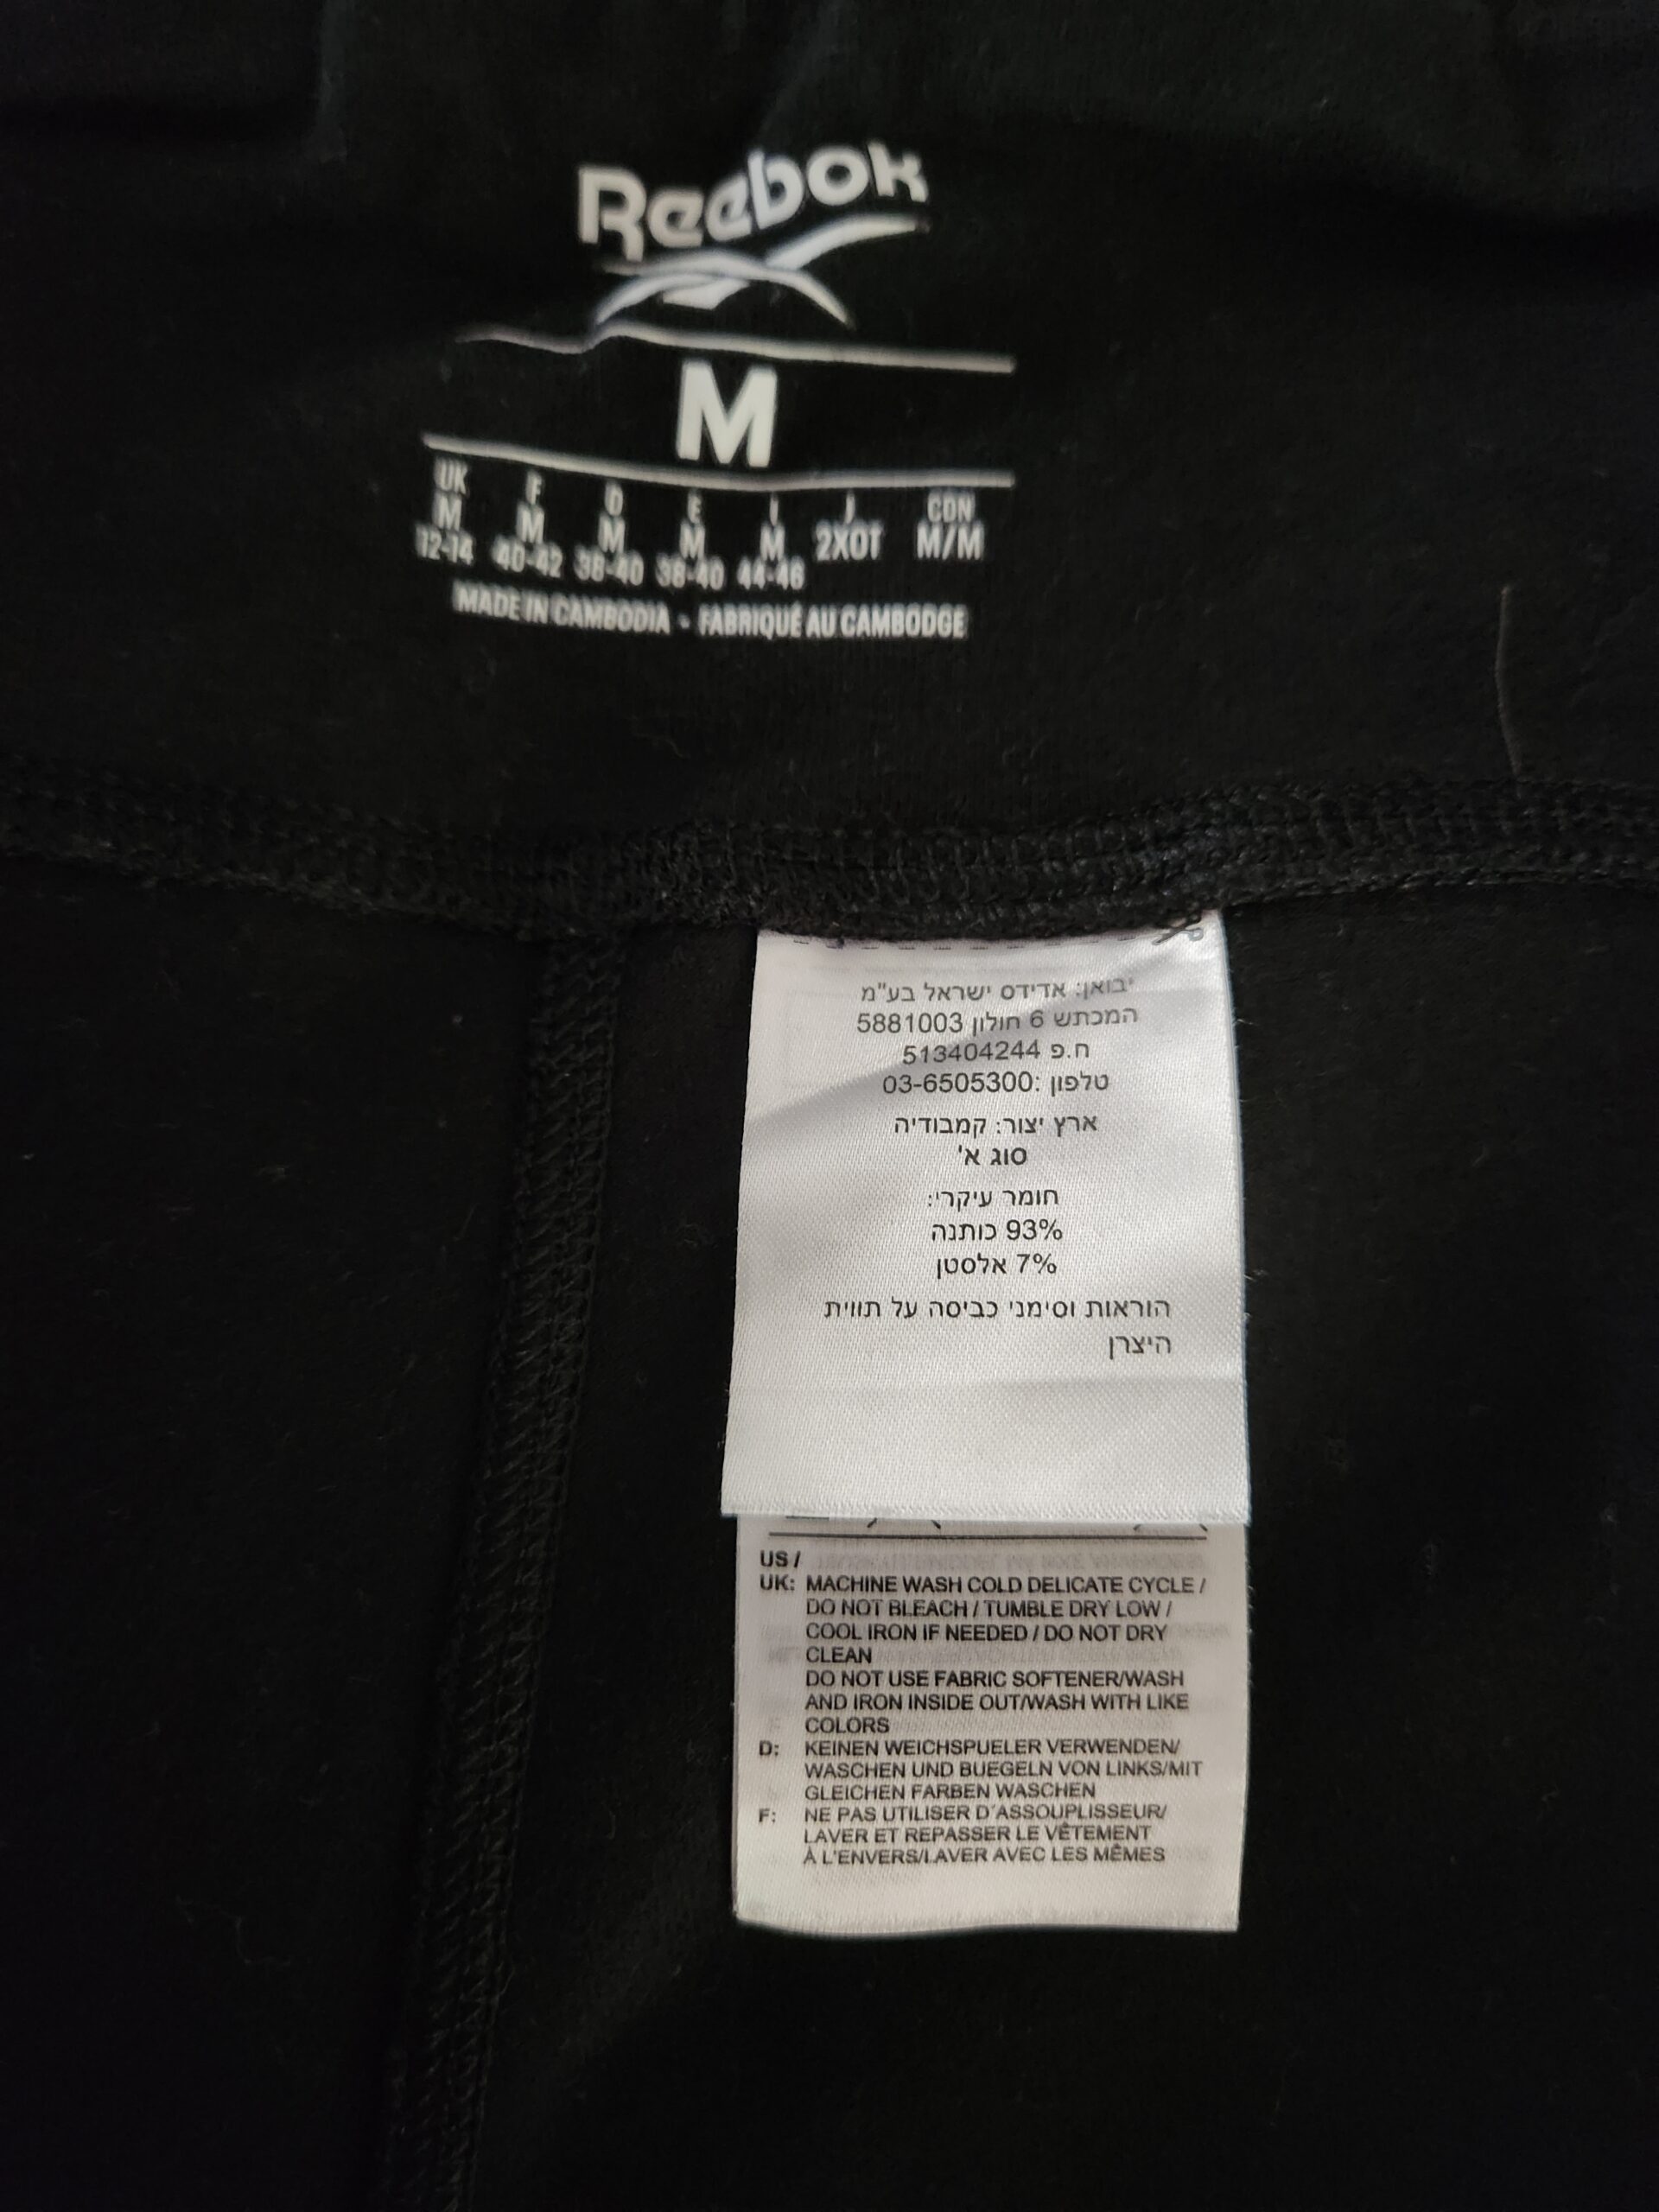 Reebok
M
UK F D E I J CDN
M M M M M 2XOT M/M
12-14 40-42 38-40 38-40 44-46
MADE IN CAMBODIA - FABRIQUÉ AU CAMBODGE
יבואן: אדידס ישראל בע"מ
המכתש 6 חולון 5881003
ח.פ 513404244
טלפון: 03-6505300
ארץ יצור: קמבודיה
סוג א'
חומר עיקרי:
93% כותנה
7% אלסטן
הוראות וסימני כביסה על תווית
היצרן
US /
UK: MACHINE WASH COLD DELICATE CYCLE /
DO NOT BLEACH / TUMBLE DRY LOW /
COOL IRON IF NEEDED / DO NOT DRY
CLEAN
DO NOT USE FABRIC SOFTENER/WASH
AND IRON INSIDE OUT/WASH WITH LIKE
COLORS
D: KEINEN WEICHSPUELER VERWENDEN/
WASCHEN UND BUEGELN VON LINKS/MIT
GLEICHEN FARBEN WASCHEN
F: NE PAS UTILISER D'ASSOUPLISSEUR/
LAVER ET REPASSER LE VÊTEMENT
À L'ENVERS/LAVER AVEC LES MÊMES